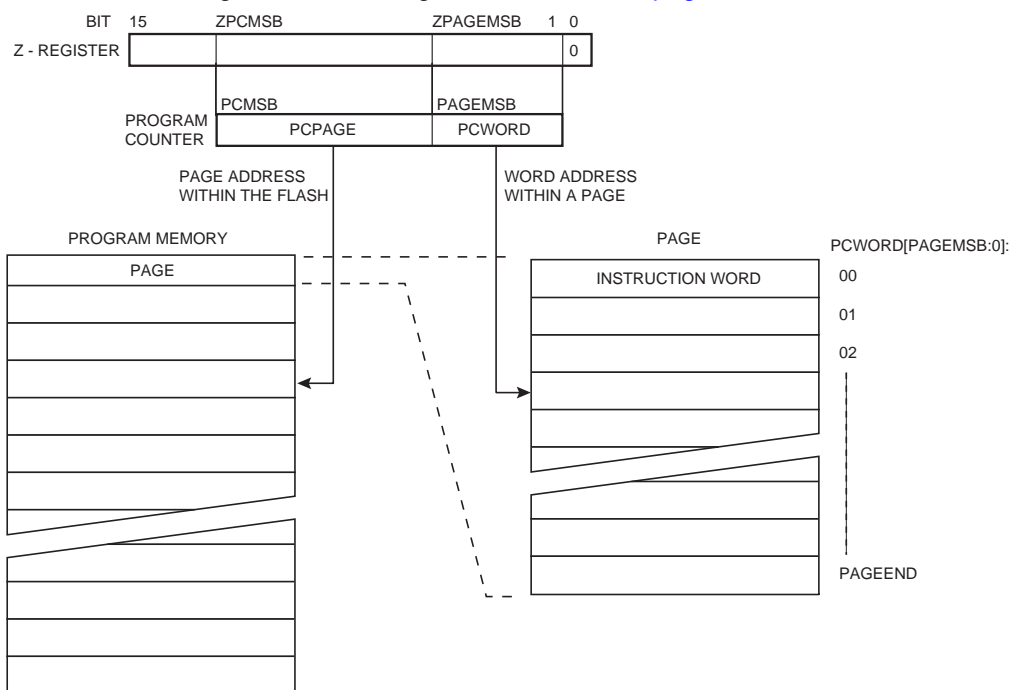 BIT 15 ZPCMSB ZPAGEMSB 1 0
Z - REGISTER 0
PCMSB PAGEMSB
PROGRAM
COUNTER
PCPAGE PCWORD
PAGE ADDRESS
WITHIN THE FLASH
WORD ADDRESS
WITHIN A PAGE
PROGRAM MEMORY
PAGE
PAGE
PCWORD[PAGEMSB:0]:
INSTRUCTION WORD 00
01
02
PAGEEND